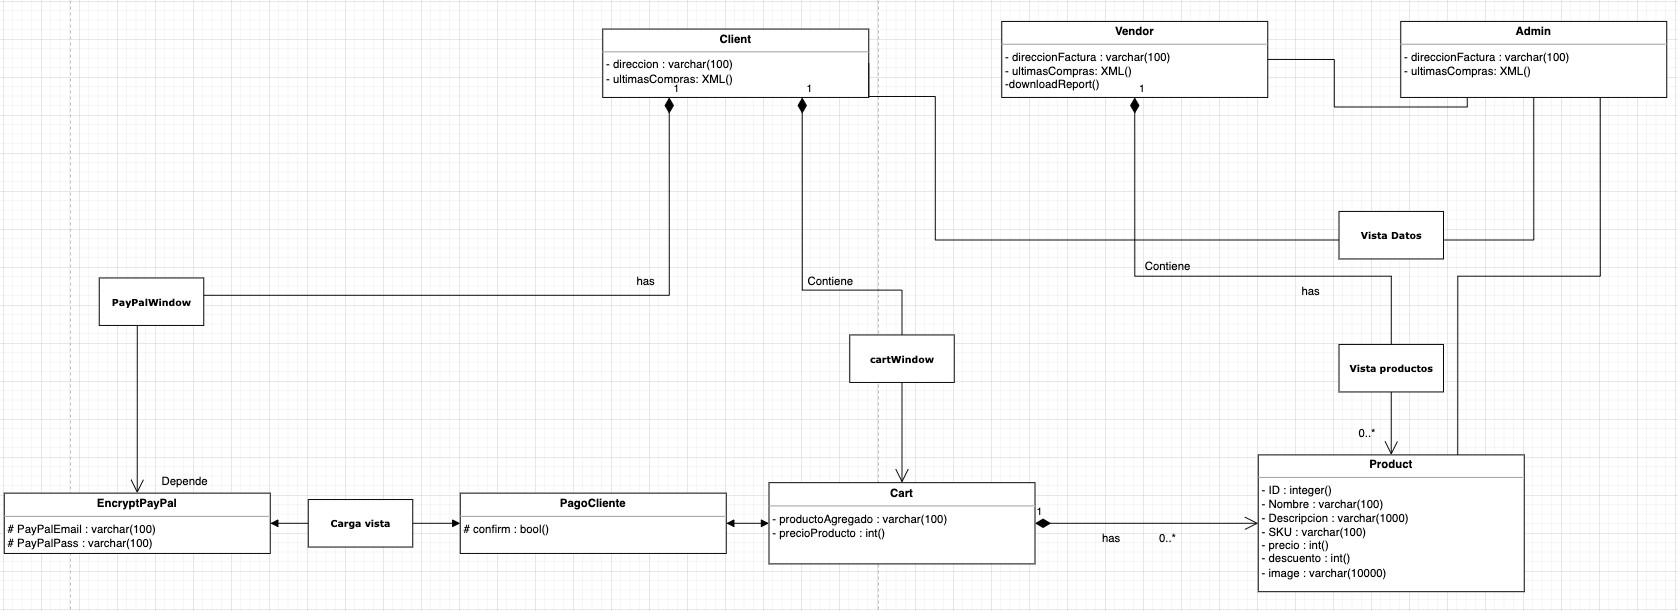 Client
- direccion : varchar(100)
- ultimasCompras: XML()
1
1
Vendor
- direccionFactura : varchar(100)
- ultimasCompras: XML()
-downloadReport()
1
Admin
- direccionFactura : varchar(100)
- ultimasCompras: XML()
Vista Datos
has
Contiene
Contiene
has
PayPalWindow
cartWindow
Vista productos
0..*
Depende
EncryptPayPal
# PayPalEmail : varchar(100)
# PayPalPass : varchar(100)
Carga vista
PagoCliente
# confirm : bool()
Cart
- productoAgregado : varchar(100)
- precioProducto : int()
1
has
0..*
Product
- ID : integer()
- Nombre : varchar(100)
- Descripcion : varchar(1000)
- SKU : varchar(100)
- precio : int()
- descuento : int()
- image : varchar(10000)